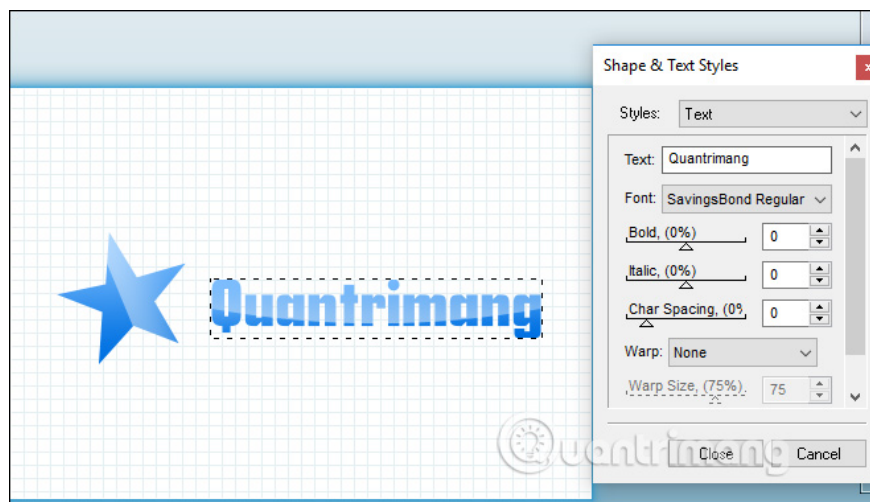 Shape & Text Styles
x
Styles: Text
Text: Quantrimang
Font: SavingsBond Regular
Bold, (0%) 0
Italic, (0%) 0
Quantrimang
Char Spacing, (0% 0
Warp: None
Warp Size, (75%) 75
Quantrimang
Close Cancel